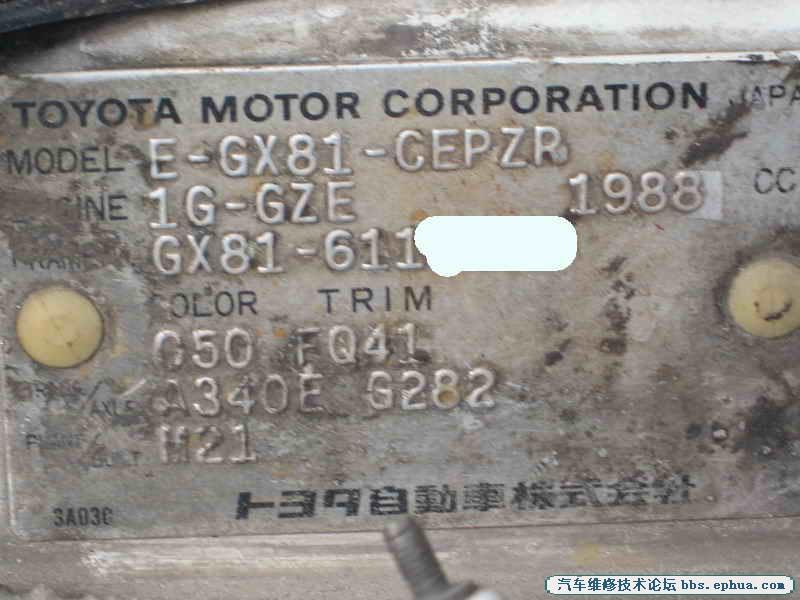 TOYOTA MOTOR CORPORATION JAPA
MODEL E-GX81-CEPZR
1G-GZE 1988 CC
GX81-611
COLOR TRIM
050 FQ41
A340E G282
M21
3A03C トヨタ自動車株式会社
汽车维修技术论坛 bbs.ephua.com